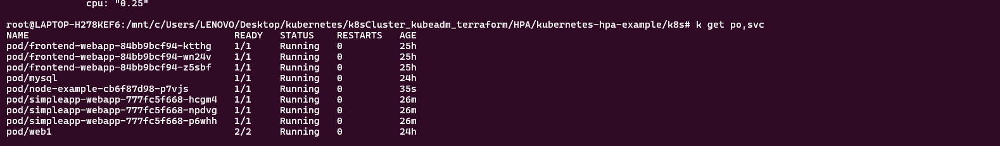 cpu: "0.25"
root@LAPTOP-H278KEF6:/mnt/c/Users/LENOVO/Desktop/kubernetes/k8sCluster_kubeadm_terraform/HPA/kubernetes-hpa-example/k8s# k get po,svc
NAME READY STATUS RESTARTS AGE
pod/frontend-webapp-84bb9bcf94-ktthg 1/1 Running 0 25h
pod/frontend-webapp-84bb9bcf94-wn24v 1/1 Running 0 25h
pod/frontend-webapp-84bb9bcf94-z5sbf 1/1 Running 0 25h
pod/mysql 1/1 Running 0 24h
pod/node-example-cb6f87d98-p7vjs 1/1 Running 0 35s
pod/simpleapp-webapp-777fc5f668-hcgm4 1/1 Running 0 26m
pod/simpleapp-webapp-777fc5f668-npdvg 1/1 Running 0 26m
pod/simpleapp-webapp-777fc5f668-p6whh 1/1 Running 0 26m
pod/web1 2/2 Running 0 24h